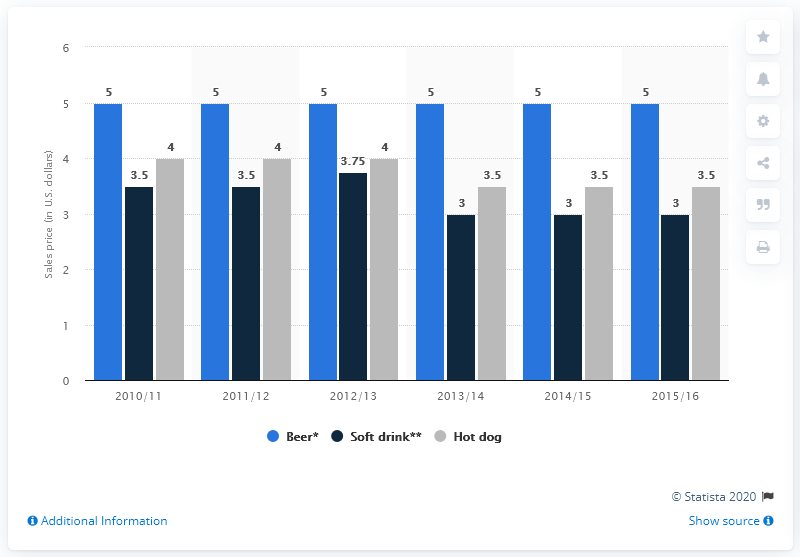 6
5
4
3
2
1
0
Sales price (in U.S. dollars)
5 3.5 4
5 3.5 4
5 3.75 4
5 3 3.5
5 3 3.5
5 3 3.5
2010/11 2011/12 2012/13 2013/14 2014/15 2015/16
Beer* Soft drink** Hot dog
© Statista 2020
Additional Information Show source